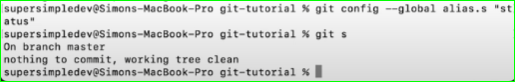 supersimpledev@Simons-MacBook-Pro git-tutorial % git config --global alias.s "st
atus"
supersimpledev@Simons-MacBook-Pro git-tutorial % git s
On branch master
nothing to commit, working tree clean
supersimpledev@Simons-MacBook-Pro git-tutorial %